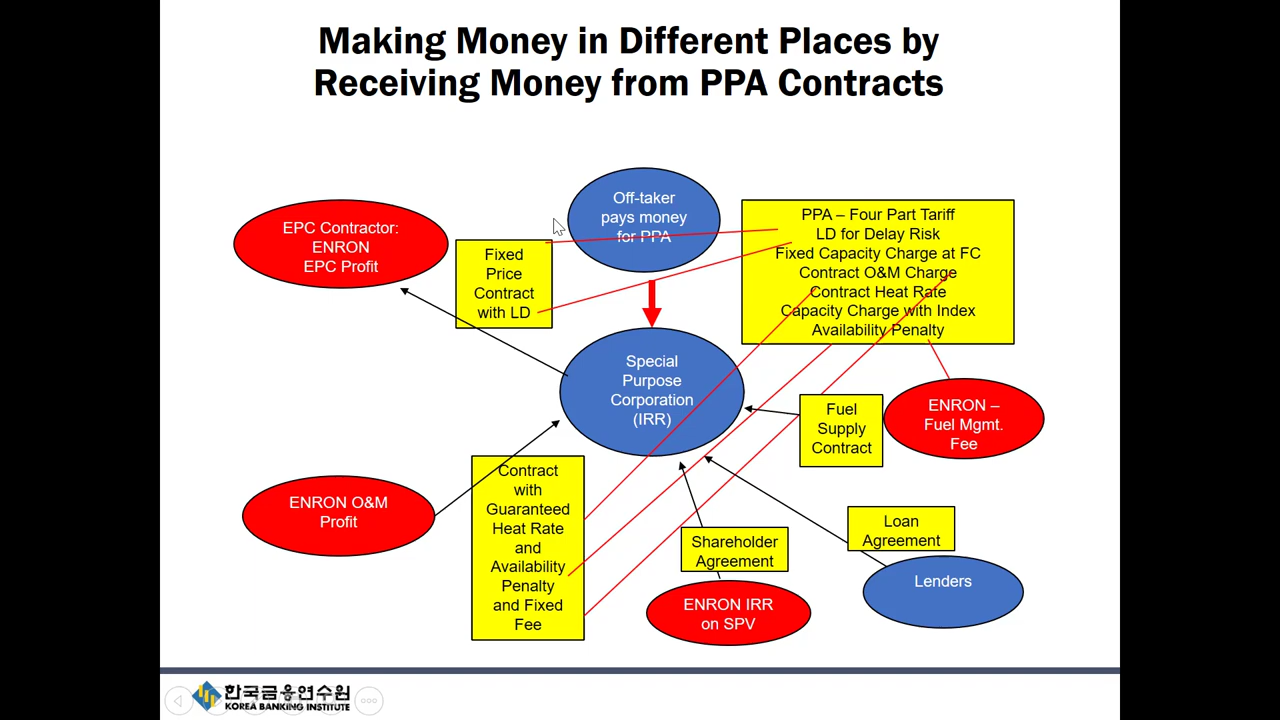 Making Money in Different Places by
Receiving Money from PPA Contracts
Off-taker
pays money
for PPA
EPC Contractor:
ENRON
EPC Profit
Fixed
Price
Contract
with LD
PPA – Four Part Tariff
LD for Delay Risk
Fixed Capacity Charge at FC
Contract O&M Charge
Contract Heat Rate
Capacity Charge with Index
Availability Penalty
Special
Purpose
Corporation
(IRR)
Fuel
Supply
Contract
ENRON –
Fuel Mgmt.
Fee
ENRON O&M
Profit
Contract
with
Guaranteed
Heat Rate
and
Availability
Penalty
and Fixed
Fee
Shareholder
Agreement
Loan
Agreement
Lenders
ENRON IRR
on SPV
한국금융연수원
KOREA BANKING INSTITUTE